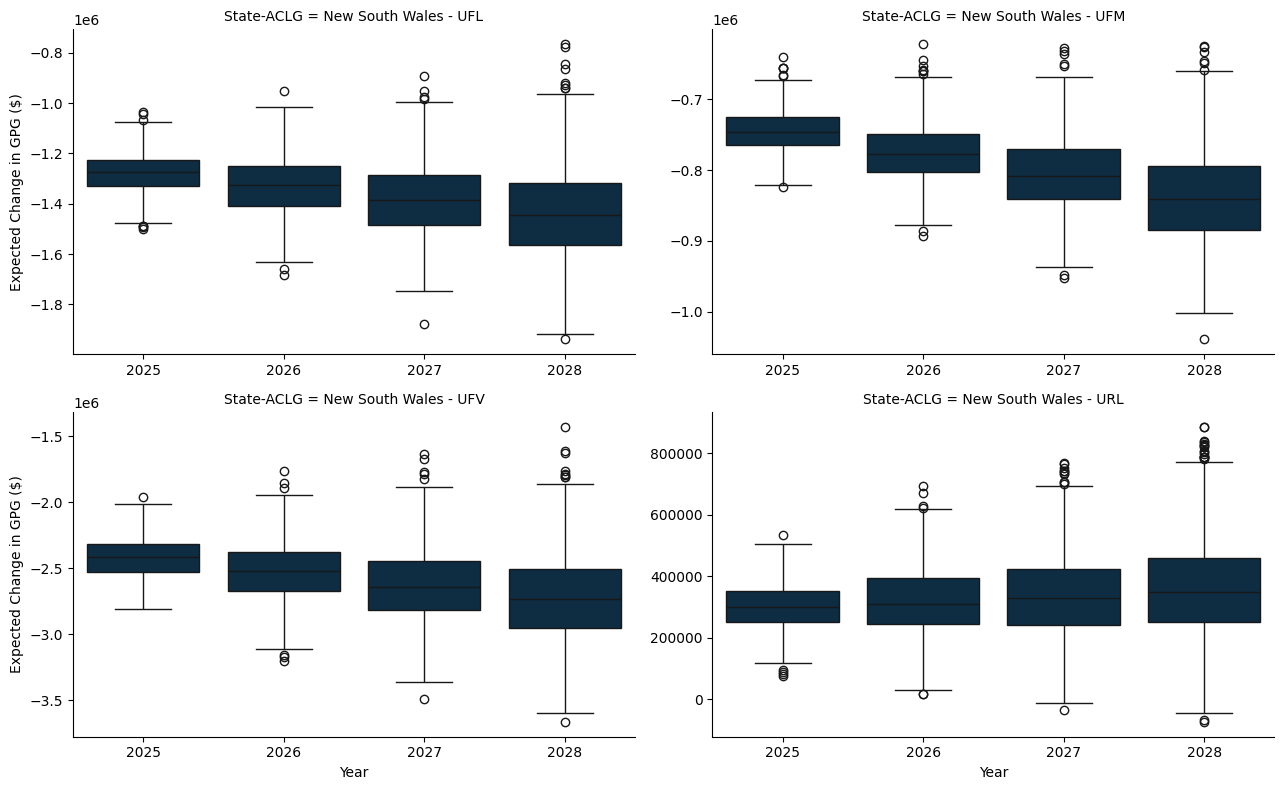 State-ACLG = New South Wales - UFL
1e6
Expected Change in GPG ($)
−0.8
−1.0
−1.2
−1.4
−1.6
−1.8
2025 2026 2027 2028
State-ACLG = New South Wales - UFM
1e6
−0.7
−0.8
−0.9
−1.0
2025 2026 2027 2028
State-ACLG = New South Wales - UFV
1e6
Expected Change in GPG ($)
−1.5
−2.0
−2.5
−3.0
−3.5
2025 2026 2027 2028
Year
State-ACLG = New South Wales - URL
800000
600000
400000
200000
0
2025 2026 2027 2028
Year